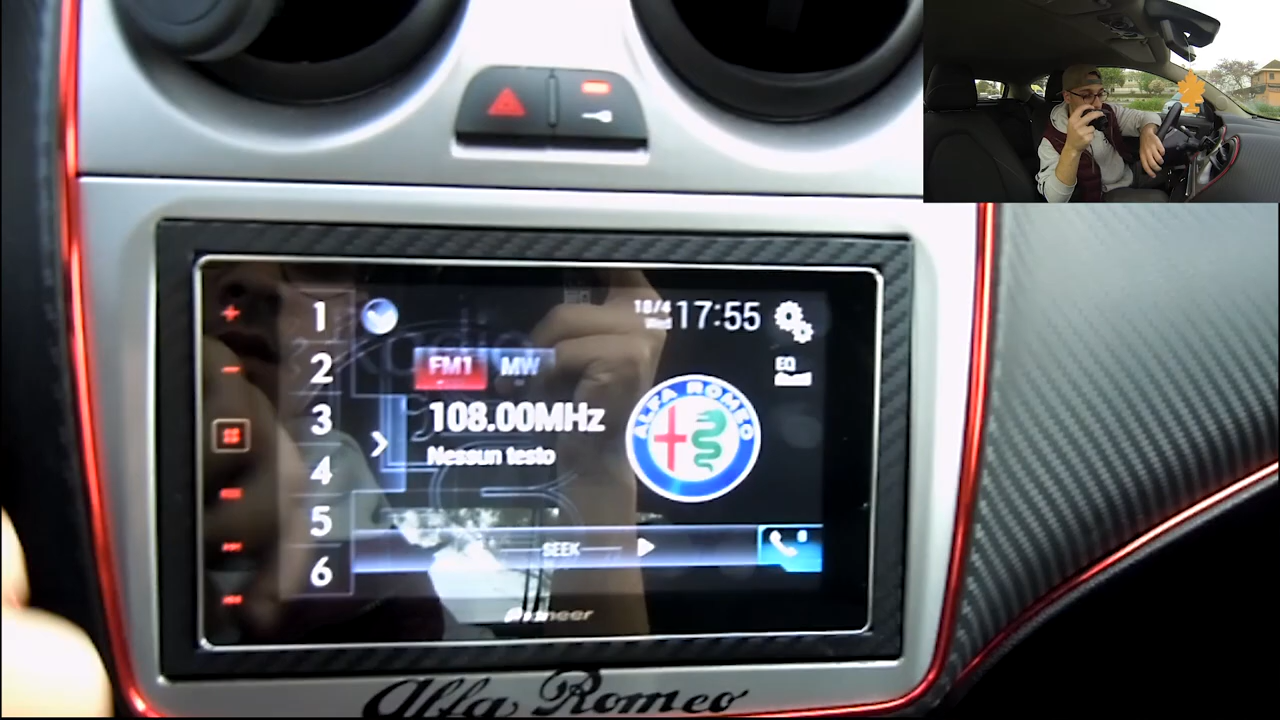 1
2
3
4
5
6
18/4
Wed
17:55
FM1 MW
EQ
108.00MHz
Nessun testo
ALFA ROMEO
SEEK
Pioneer
Alfa Romeo